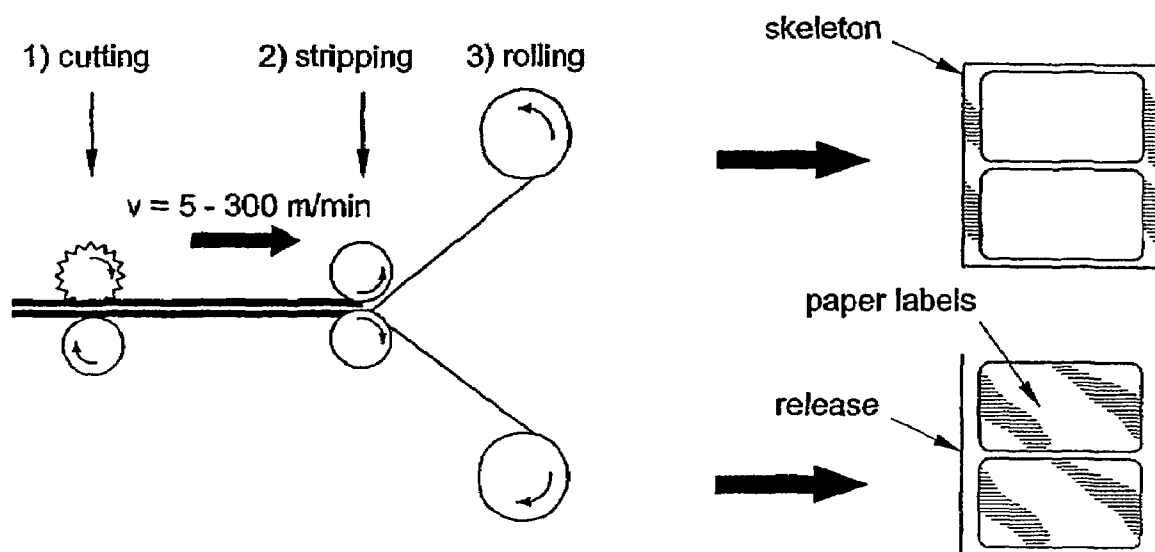 1) cutting
2) stripping
3) rolling
v = 5 - 300 m/min
skeleton
paper labels
release